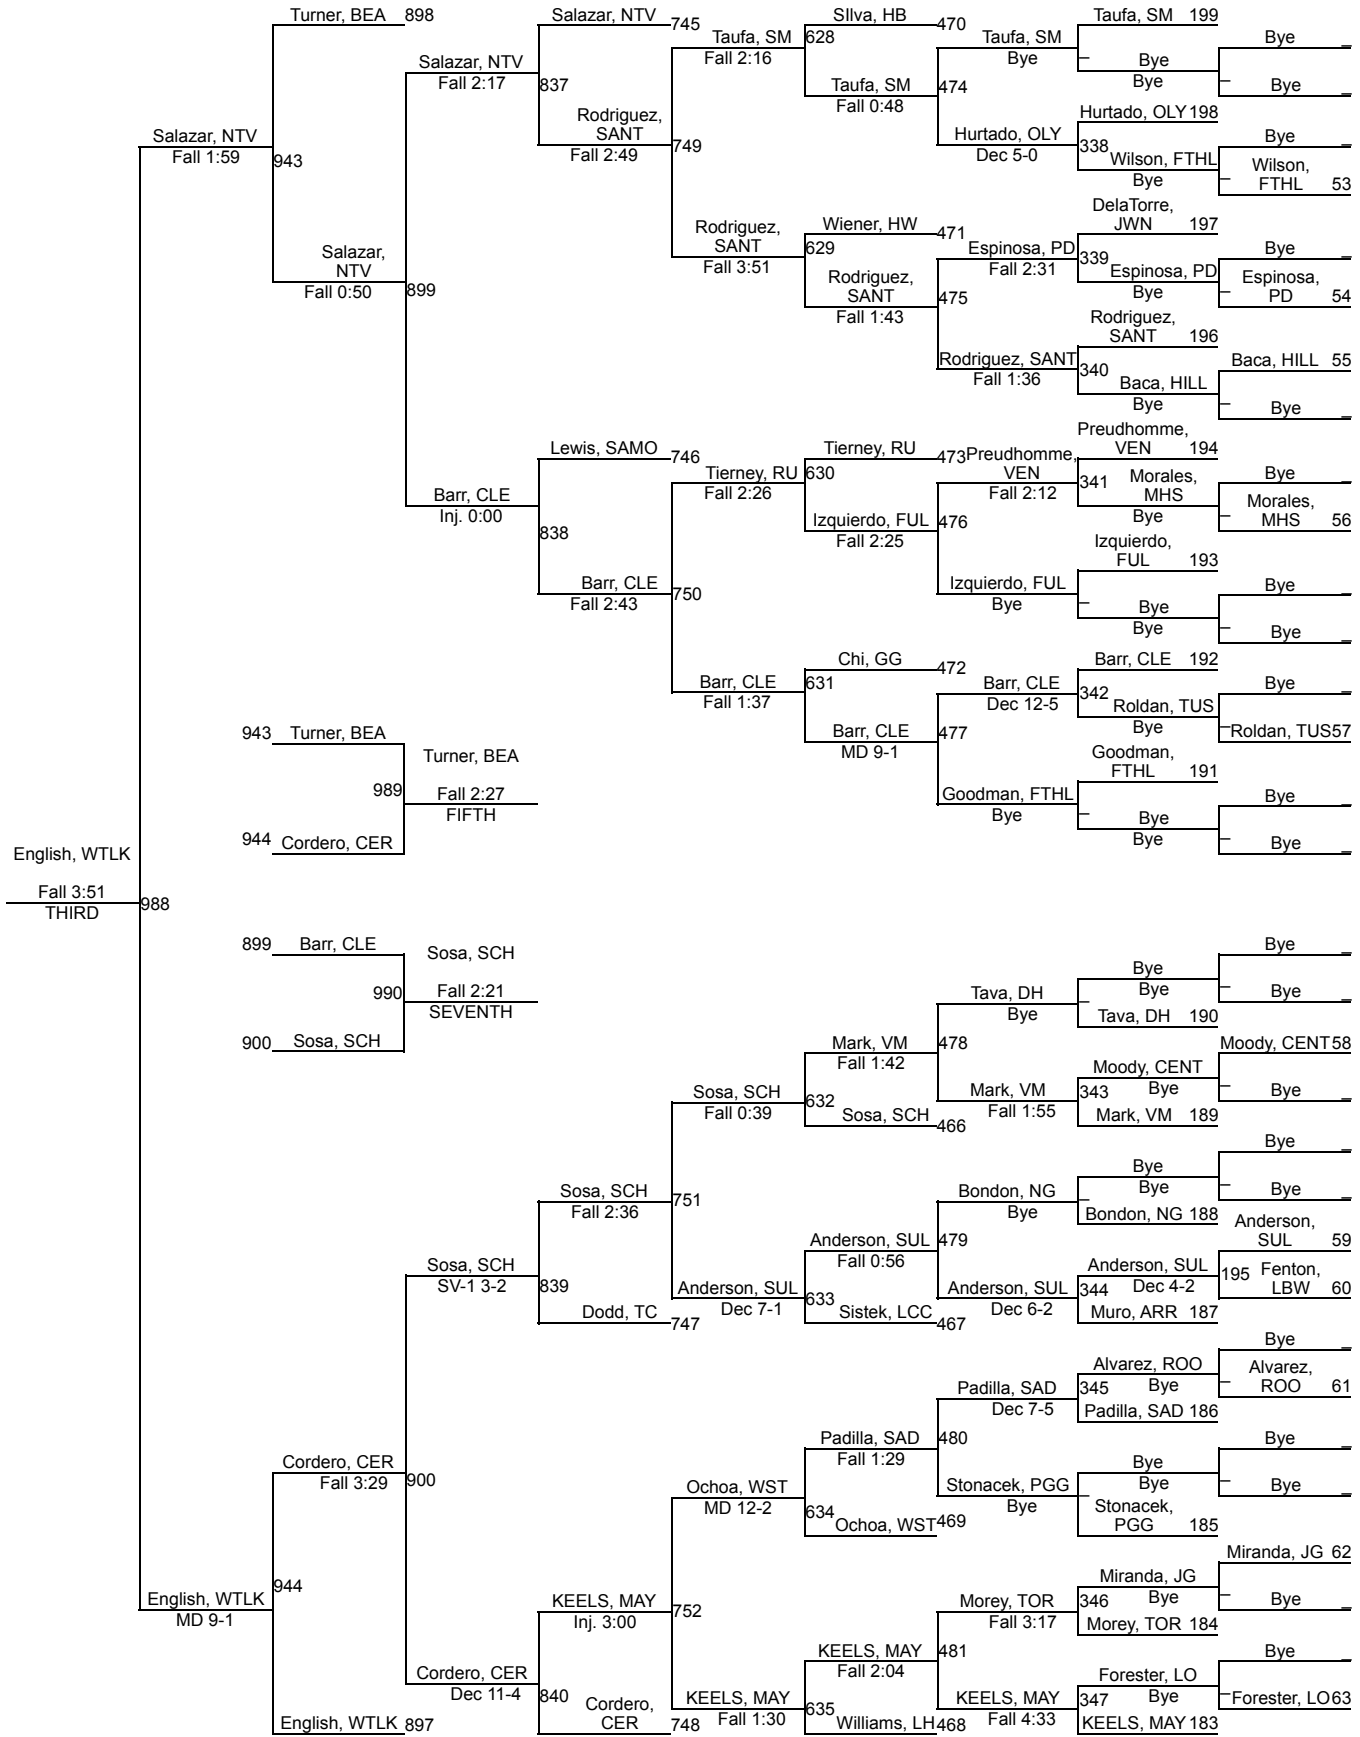 Turner, BEA 898
Salazar, NTV 745
SIlva, HB 470
Taufa, SM 199
Taufa, SM 628
Fall 2:16
Taufa, SM
Bye
Bye
Bye
Bye
Bye
Salazar, NTV
Fall 2:17
837
Taufa, SM 474
Fall 0:48
Rodriguez,
SANT
Fall 2:49
749
Hurtado, OLY 198
Hurtado, OLY
Dec 5-0
338
Wilson, FTHL
Bye
Bye
Wilson,
FTHL 53
Salazar, NTV
Fall 1:59
943
DelaTorre,
JWN 197
Wiener, HW 471
Rodriguez,
SANT
Fall 3:51
629
Espinosa, PD
Fall 2:31
339
Espinosa, PD
Bye
Bye
Espinosa,
PD 54
Salazar,
NTV
Fall 0:50
899
Rodriguez,
SANT
Fall 1:43
475
Rodriguez,
SANT 196
Rodriguez, SANT
Fall 1:36
340
Baca, HILL
Bye
Baca, HILL 55
Bye
Lewis, SAMO 746
Tierney, RU 473
Preudhomme,
VEN 194
Tierney, RU 630
Fall 2:26
Preudhomme,
VEN
Fall 2:12
341
Morales,
MHS
Bye
Bye
Morales,
MHS 56
Barr, CLE
Inj. 0:00
838
Izquierdo, FUL 476
Fall 2:25
Izquierdo,
FUL 193
Barr, CLE
Fall 2:43
750
Izquierdo, FUL
Bye
Bye
Bye
Bye
Bye
Chi, GG 472
Barr, CLE 192
Barr, CLE
Fall 1:37
631
Barr, CLE
Dec 12-5
342
Roldan, TUS
Bye
Bye
Roldan, TUS 57
Barr, CLE 477
MD 9-1
Goodman,
FTHL 191
Goodman, FTHL
Bye
Bye
Bye
Bye
Bye
943 Turner, BEA
Turner, BEA
989 Fall 2:27
FIFTH
944 Cordero, CER
English, WTLK
Fall 3:51
THIRD
988
899 Barr, CLE
Sosa, SCH
990 Fall 2:21
SEVENTH
900 Sosa, SCH
Bye
Bye
Bye
Bye
Tava, DH
Bye
Tava, DH 190
Mark, VM 478
Fall 1:42
Moody, CENT 58
Moody, CENT
343 Bye
Bye
Sosa, SCH
Fall 0:39
632
Sosa, SCH 466
Mark, VM
Fall 1:55
Mark, VM 189
Bye
Bye
Bye
Bye
Sosa, SCH
Fall 2:36
751
Bondon, NG
Bye
Bondon, NG 188
Anderson, SUL 479
Fall 0:56
Anderson,
SUL 59
Sosa, SCH
SV-1 3-2
839
Anderson, SUL
Dec 7-1
633
Anderson, SUL
Dec 6-2
344
Anderson, SUL
Dec 4-2
195 Fenton,
LBW 60
Dodd, TC 747
Sistek, LCC 467
Muro, ARR 187
Bye
Alvarez, ROO
345 Bye
Alvarez,
ROO 61
Padilla, SAD
Dec 7-5
Padilla, SAD 186
Padilla, SAD 480
Fall 1:29
Bye
Bye
Bye
Bye
Cordero, CER
Fall 3:29
900
Ochoa, WST
MD 12-2
634
Ochoa, WST 469
Stonacek, PGG
Bye
Stonacek,
PGG 185
Miranda, JG 62
Miranda, JG
346 Bye
Bye
944
English, WTLK
MD 9-1
KEELS, MAY
Inj. 3:00
752
Morey, TOR
Fall 3:17
Morey, TOR 184
KEELS, MAY 481
Fall 2:04
Bye
Cordero, CER
Dec 11-4
840
Forester, LO
347 Bye
Forester, LO 63
KEELS, MAY
Fall 1:30
635
KEELS, MAY
Fall 4:33
English, WTLK 897
Cordero,
CER 748
Williams, LH 468
KEELS, MAY 183